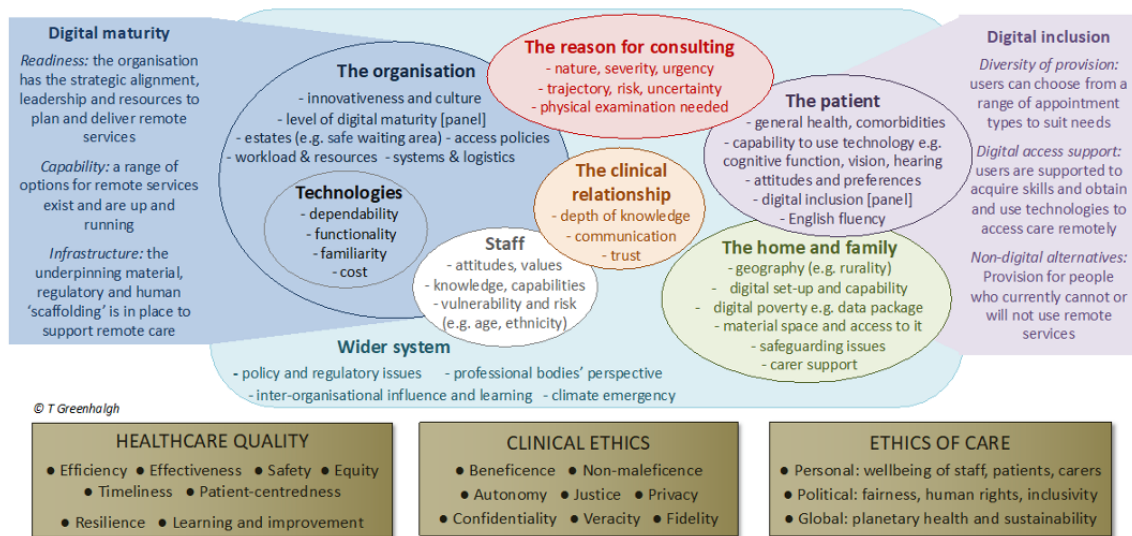 Digital maturity
Readiness: the organisation
has the strategic alignment,
leadership and resources to
plan and deliver remote
services
Capability: a range of
options for remote services
exist and are up and
running
Infrastructure: the
underpinning material,
regulatory and human
‘scaffolding’ is in place to
support remote care
The organisation
- innovativeness and culture
- level of digital maturity [panel]
- estates (e.g. safe waiting area) - access policies
- workload & resources - systems & logistics
Technologies
- dependability
- functionality
- familiarity
- cost
The reason for consulting
- nature, severity, urgency
- trajectory, risk, uncertainty
- physical examination needed
The clinical
relationship
- depth of knowledge
- communication
- trust
Staff
- attitudes, values
- knowledge, capabilities
- vulnerability and risk
(e.g. age, ethnicity)
The patient
- general health, comorbidities
- capability to use technology e.g.
cognitive function, vision, hearing
- attitudes and preferences
- digital inclusion [panel]
- English fluency
The home and family
- geography (e.g. rurality)
- digital set-up and capability
- digital poverty e.g. data package
- material space and access to it
- safeguarding issues
- carer support
Digital inclusion
Diversity of provision:
users can choose from a
range of appointment
types to suit needs
Digital access support:
users are supported to
acquire skills and obtain
and use technologies to
access care remotely
Non-digital alternatives:
Provision for people
who currently cannot or
will not use remote
services
Wider system
- policy and regulatory issues - professional bodies’ perspective
- inter-organisational influence and learning - climate emergency
© T Greenhalgh
HEALTHCARE QUALITY
● Efficiency ● Effectiveness ● Safety ● Equity
● Timeliness ● Patient-centredness
● Resilience ● Learning and improvement
CLINICAL ETHICS
● Beneficence ● Non-maleficence
● Autonomy ● Justice ● Privacy
● Confidentiality ● Veracity ● Fidelity
ETHICS OF CARE
● Personal: wellbeing of staff, patients, carers
● Political: fairness, human rights, inclusivity
● Global: planetary health and sustainability